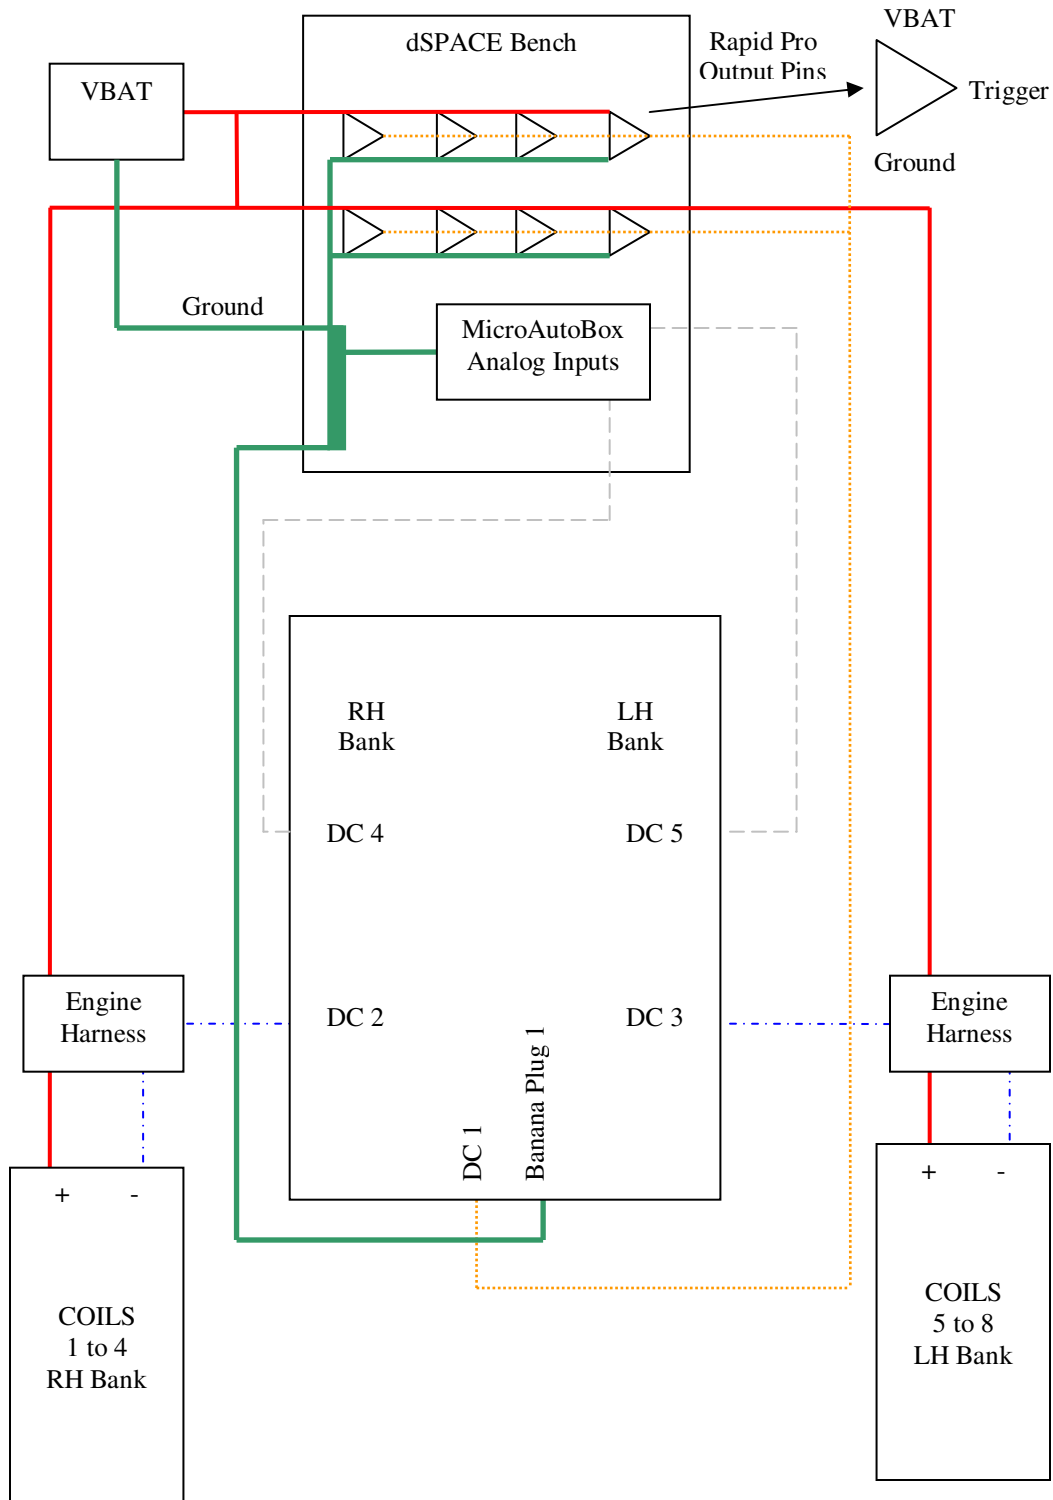 VBAT
dSPACE Bench
Rapid Pro
Output Pins
VBAT
Trigger
Ground
Ground
MicroAutoBox
Analog Inputs
RH
Bank
LH
Bank
DC 4
DC 5
Engine
Harness
DC 2
DC 3
Engine
Harness
DC 1
Banana Plug 1
+ -
COILS
1 to 4
RH Bank
+ -
COILS
5 to 8
LH Bank